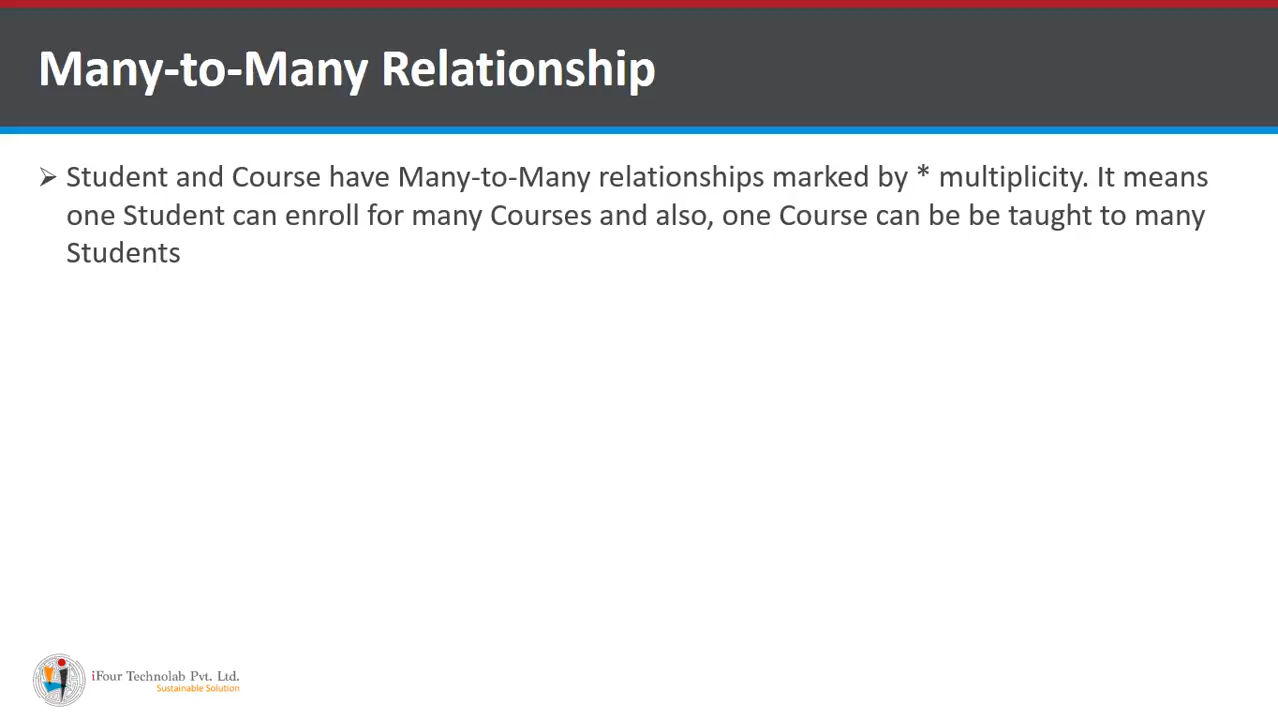 Many-to-Many Relationship
➢ Student and Course have Many-to-Many relationships marked by * multiplicity. It means
one Student can enroll for many Courses and also, one Course can be be taught to many
Students
iFour Technolab Pvt. Ltd.
Sustainable Solution